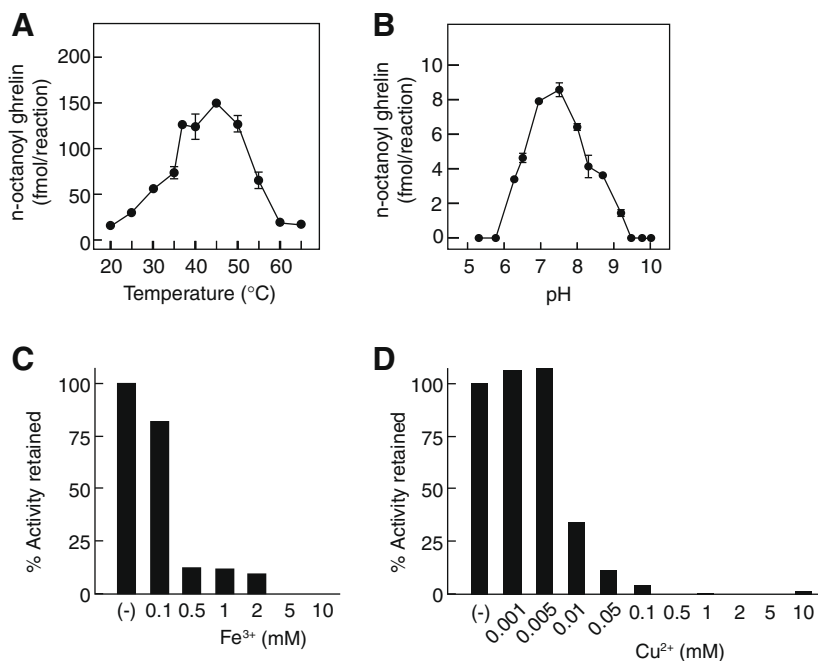 A
n-octanoyl ghrelin
(fmol/reaction)
200
150
100
50
0
20 30 40 50 60
Temperature (°C)
B
n-octanoyl ghrelin
(fmol/reaction)
10
8
6
4
2
0
5 6 7 8 9 10
pH
C
% Activity retained
100
75
50
25
0
(-) 0.1 0.5 1 2 5 10
Fe³⁺ (mM)
D
% Activity retained
100
75
50
25
0
(-) 0.001 0.005 0.01 0.05 0.1 0.5 1 2 5 10
Cu²⁺ (mM)